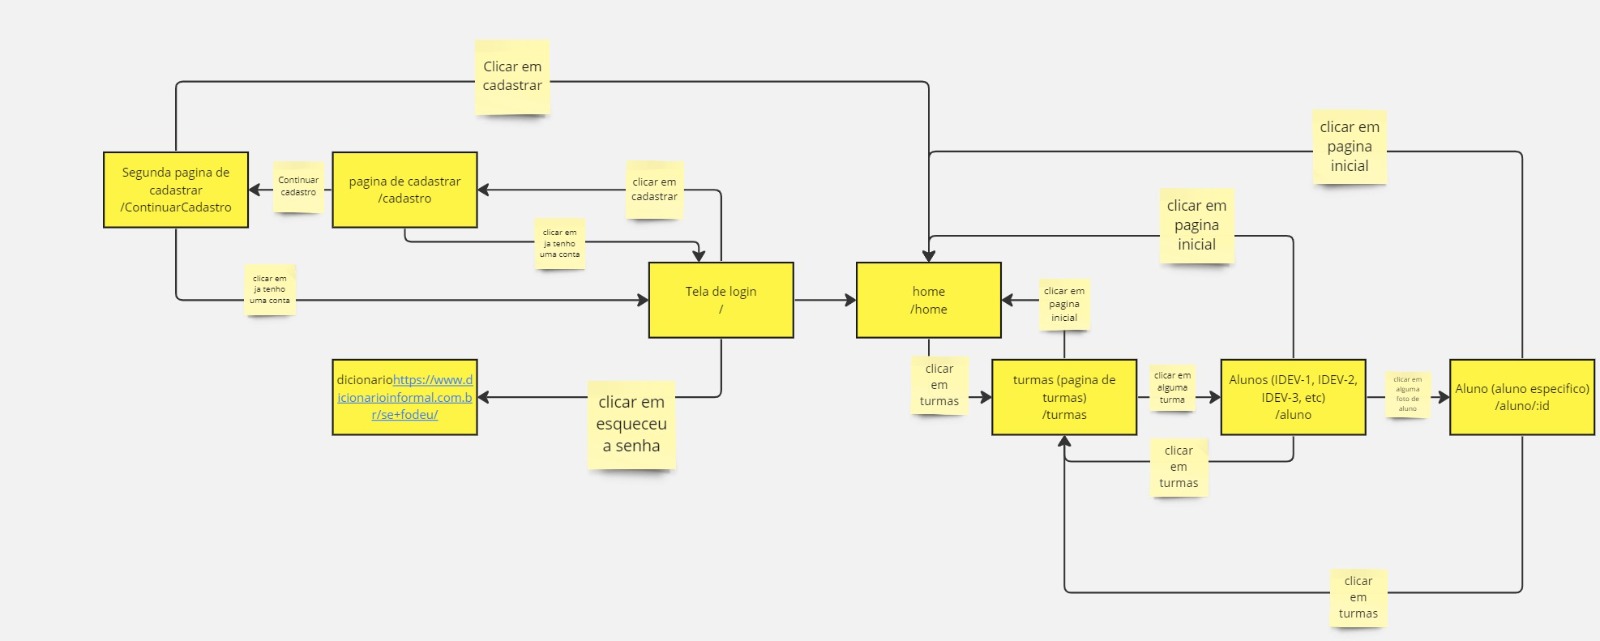 Clicar em
cadastrar
clicar em
pagina
inicial
Segunda pagina de
cadastrar
/ContinuarCadastro
Continuar
cadastro
pagina de cadastrar
/cadastro
clicar em
cadastrar
clicar em
pagina
inicial
clicar em
ja tenho
uma conta
clicar em
ja tenho
uma conta
Tela de login
/
home
/home
clicar em
pagina
inicial
dicionariohttps://www.d
icionarioinformal.com.b
r/se+fodeu/
clicar em
esqueceu
a senha
clicar
em
turmas
turmas (pagina de
turmas)
/turmas
clicar em
alguma
turma
Alunos (IDEV-1, IDEV-2,
IDEV-3, etc)
/aluno
clicar em
alguma
foto de
aluno
Aluno (aluno especifico)
/aluno/:id
clicar
em
turmas
clicar
em
turmas